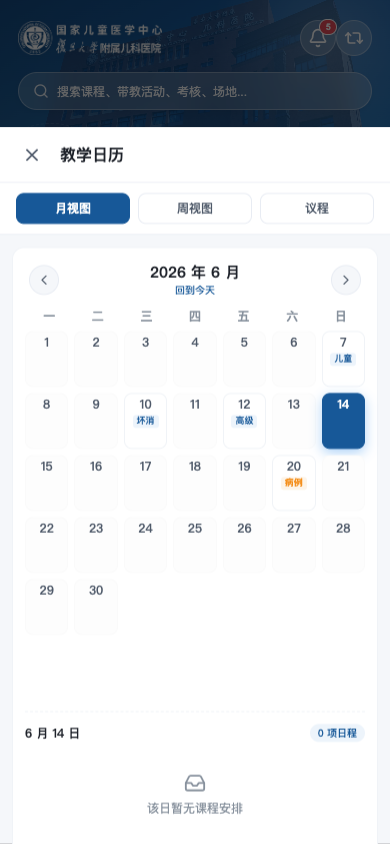 国家儿童医学中心
復旦大学附属儿科医院
5
搜索课程、带教活动、考核、场地...
教学日历
月视图 周视图 议程
2026 年 6 月
回到今天
一 二 三 四 五 六 日
1 2 3 4 5 6 7
儿童
8 9 10 11 12 13 14
坏消 高级
15 16 17 18 19 20 21
病例
22 23 24 25 26 27 28
29 30
6 月 14 日 0 项日程
该日暂无课程安排